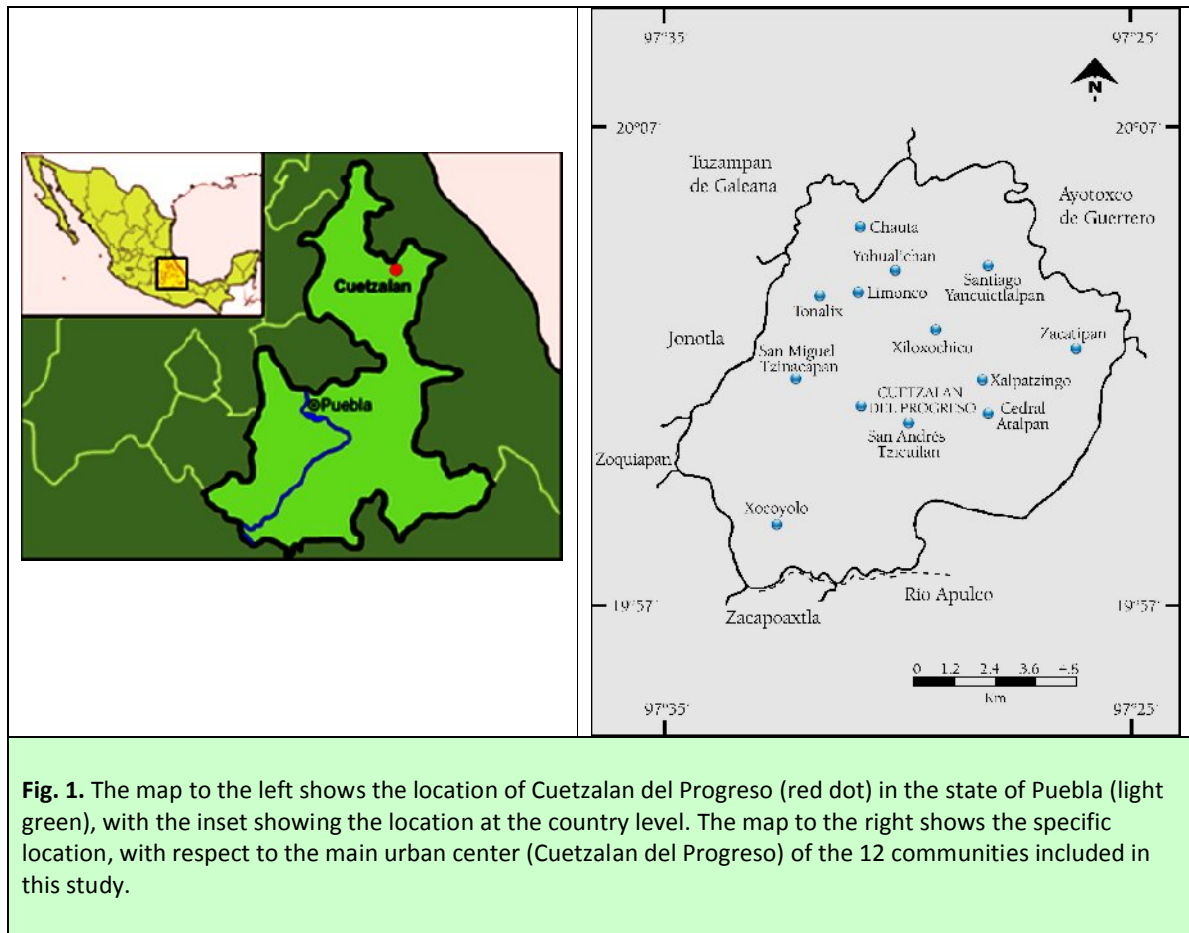 Cuetzalan
Puebla
97°35'
97°25'
N
20°07'
20°07'
Tuzampan
de Galeana
Ayotoxco
de Guerrero
Chauta
Yohualichan
Santiago
Yancuictlalpan
Limonco
Tonalix
Jonotla
Xiloxochico
Zacatipan
San Miguel
Tzinacapan
Xalpatzingo
CUETZALAN
DEL PROGRESO
Cedral
Atalpan
San Andrés
Tzicuilan
Zoquiapan
Xocoyolo
Río Apulco
19°57'
19°57'
Zacapoaxtla
0 1.2 2.4 3.6 4.8
Km
97°35'
97°25'
Fig. 1. The map to the left shows the location of Cuetzalan del Progreso (red dot) in the state of Puebla (light
green), with the inset showing the location at the country level. The map to the right shows the specific
location, with respect to the main urban center (Cuetzalan del Progreso) of the 12 communities included in
this study.